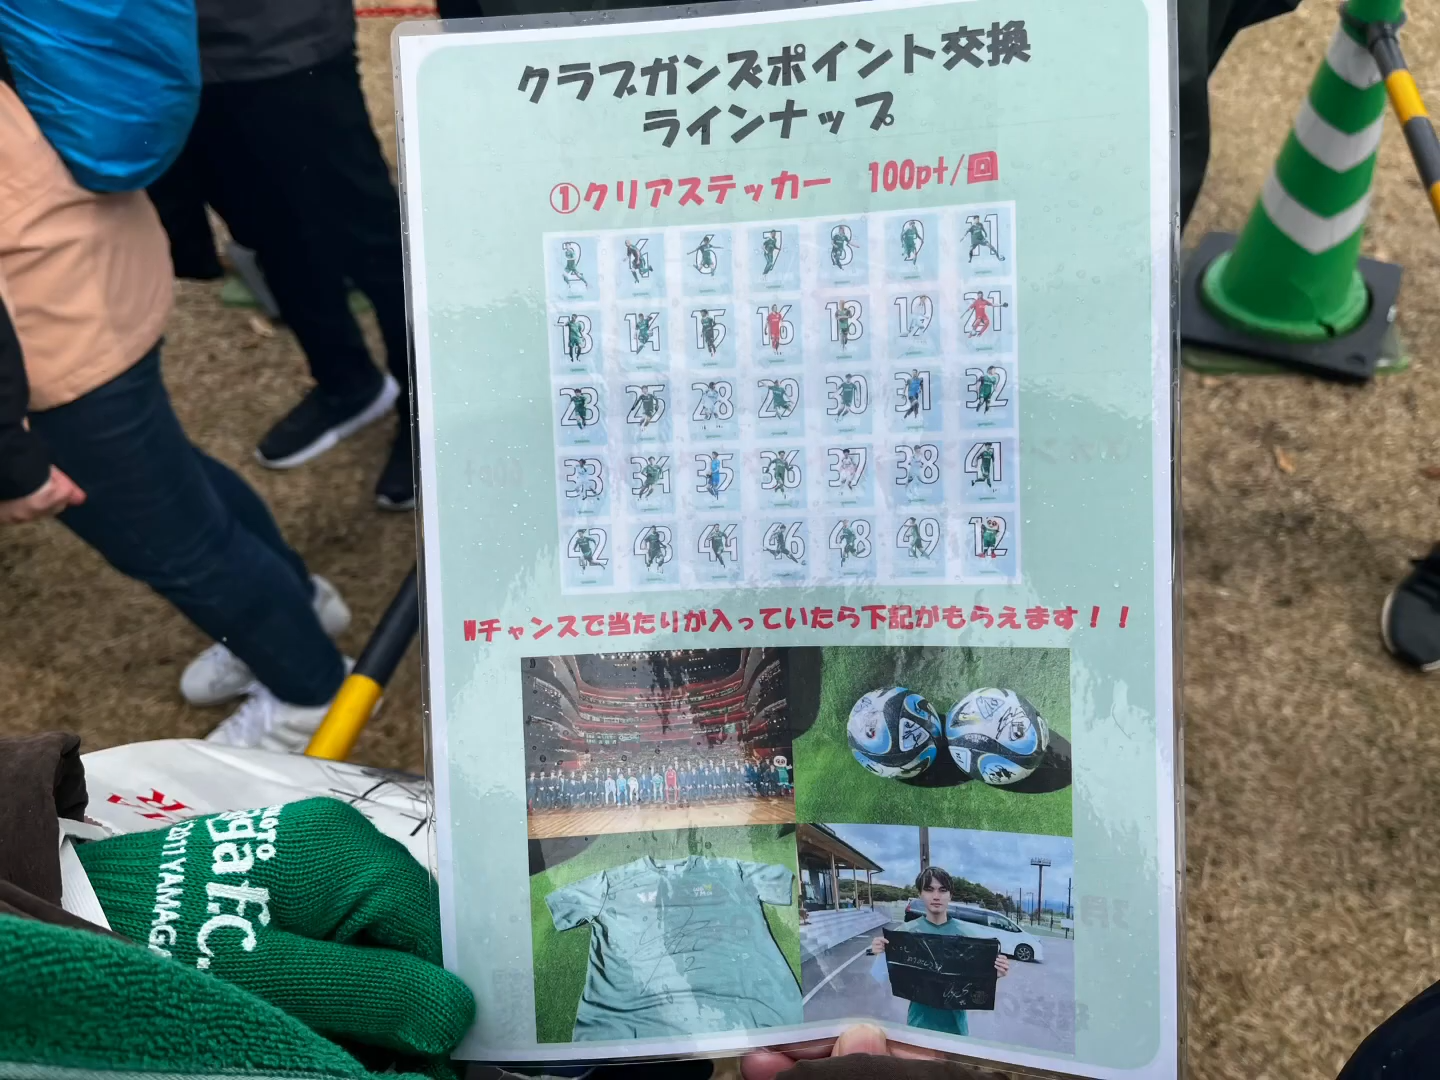 クラブガンズポイント交換
ラインナップ
①クリアステッカー 100pt/回
2 4 6 7 8 9 11
13 14 15 16 18 19 21
23 25 28 29 30 31 32
33 34 35 36 37 38 41
42 43 44 46 48 49 12
Wチャンスで当たりが入っていたら下記がもらえます！！